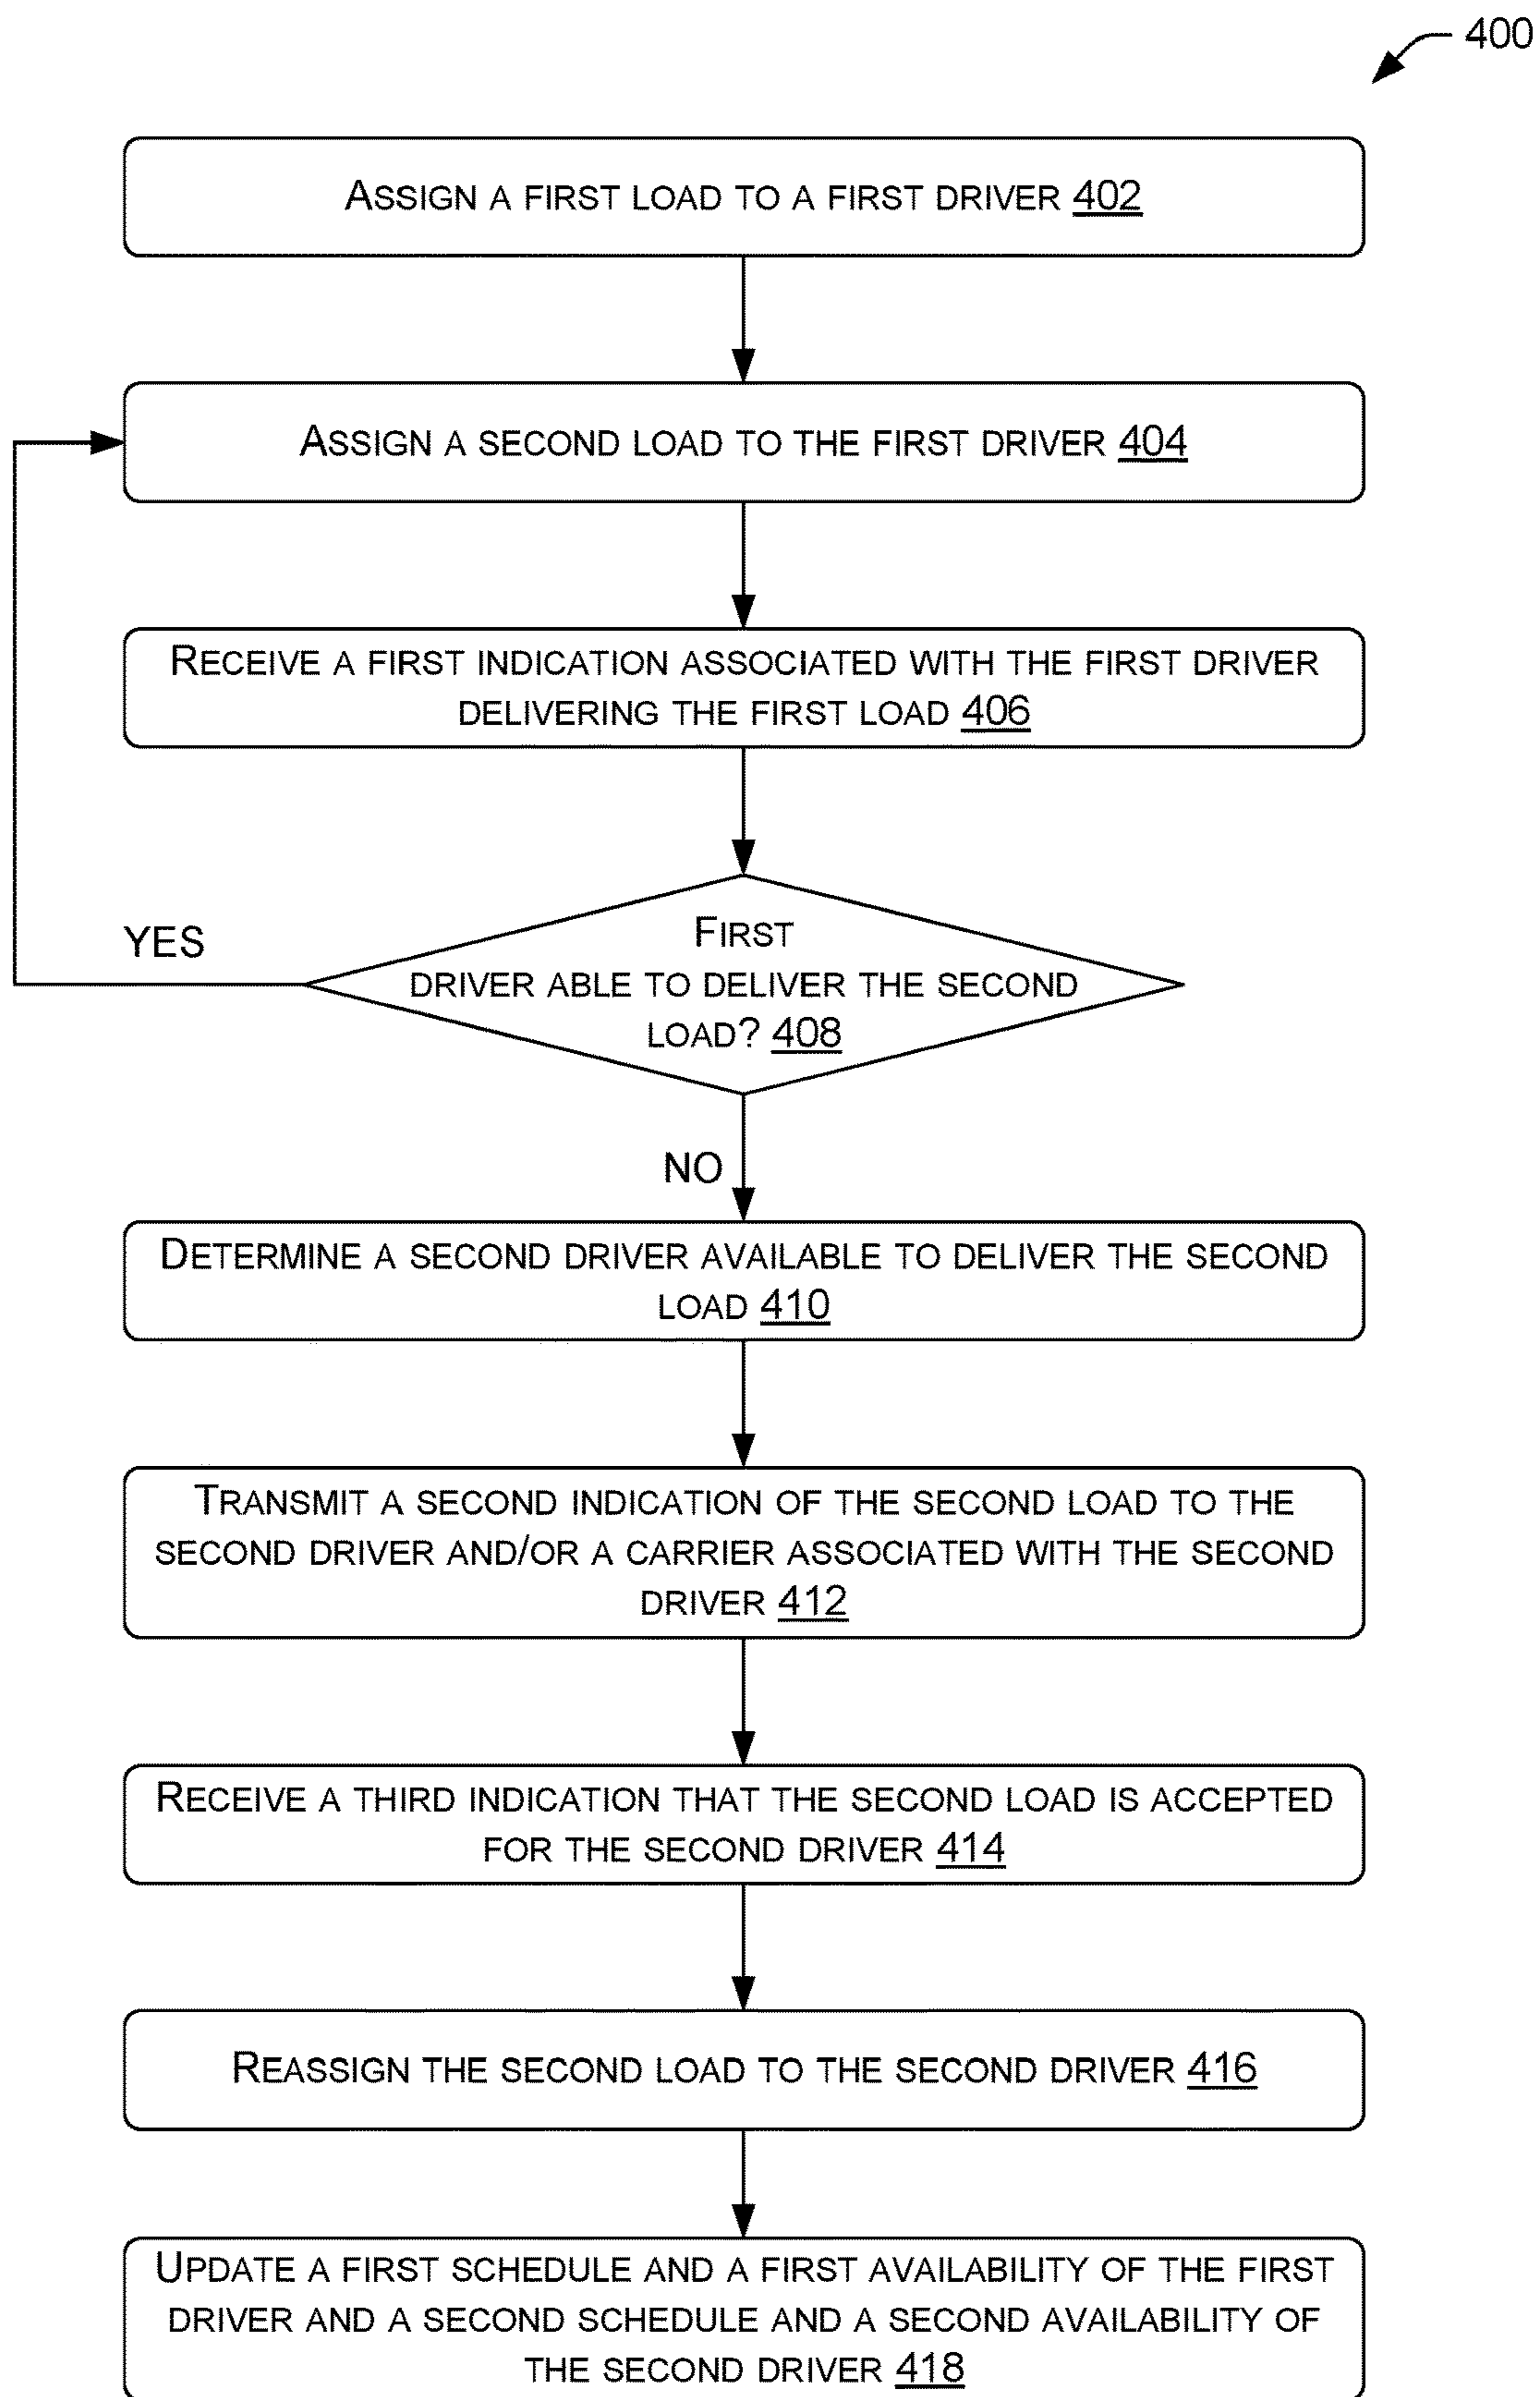 400
ASSIGN A FIRST LOAD TO A FIRST DRIVER 402
ASSIGN A SECOND LOAD TO THE FIRST DRIVER 404
RECEIVE A FIRST INDICATION ASSOCIATED WITH THE FIRST DRIVER
DELIVERING THE FIRST LOAD 406
YES
FIRST
DRIVER ABLE TO DELIVER THE SECOND
LOAD? 408
NO
DETERMINE A SECOND DRIVER AVAILABLE TO DELIVER THE SECOND
LOAD 410
TRANSMIT A SECOND INDICATION OF THE SECOND LOAD TO THE
SECOND DRIVER AND/OR A CARRIER ASSOCIATED WITH THE SECOND
DRIVER 412
RECEIVE A THIRD INDICATION THAT THE SECOND LOAD IS ACCEPTED
FOR THE SECOND DRIVER 414
REASSIGN THE SECOND LOAD TO THE SECOND DRIVER 416
UPDATE A FIRST SCHEDULE AND A FIRST AVAILABILITY OF THE FIRST
DRIVER AND A SECOND SCHEDULE AND A SECOND AVAILABILITY OF
THE SECOND DRIVER 418